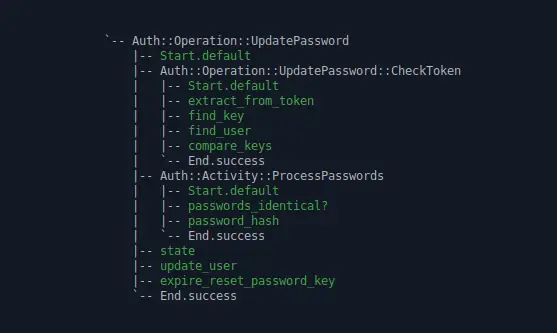 `-- Auth::Operation::UpdatePassword
    |-- Start.default
    |-- Auth::Operation::UpdatePassword::CheckToken
    |   |-- Start.default
    |   |-- extract_from_token
    |   |-- find_key
    |   |-- find_user
    |   |-- compare_keys
    |   `-- End.success
    |-- Auth::Activity::ProcessPasswords
    |   |-- Start.default
    |   |-- passwords_identical?
    |   |-- password_hash
    |   `-- End.success
    |-- state
    |-- update_user
    |-- expire_reset_password_key
    `-- End.success